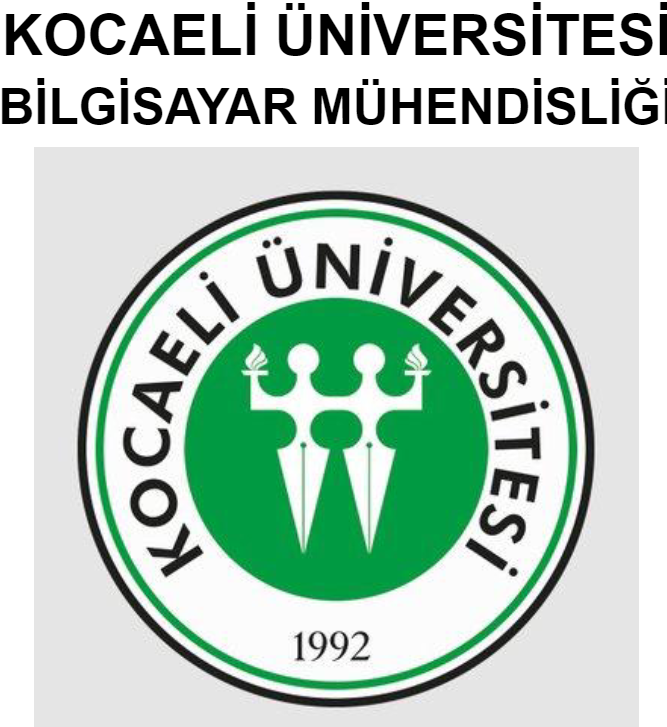 KOCAELİ ÜNİVERSİTESİ
BİLGİSAYAR MÜHENDİSLİĞİ
KOCAELİ ÜNİVERSİTESİ
1992